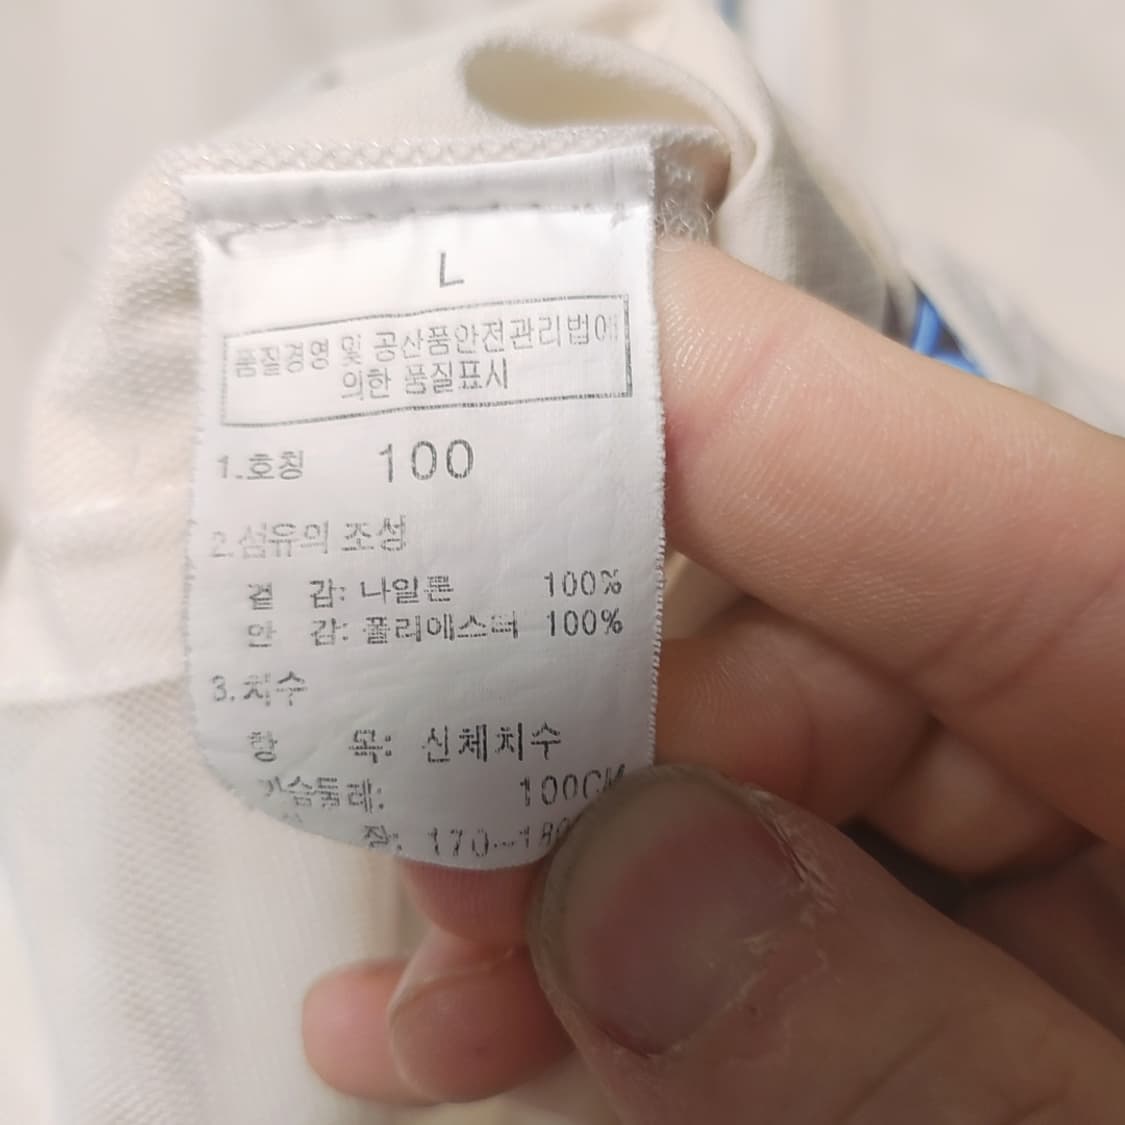 L
품질경영 및 공산품안전관리법에
의한 품질표시
1.호칭 100
2.섬유의 조성
겉 감: 나일론 100%
안 감: 폴리에스터 100%
3.치수
항 목: 신체치수
가슴둘레: 100CM
장: 170~180